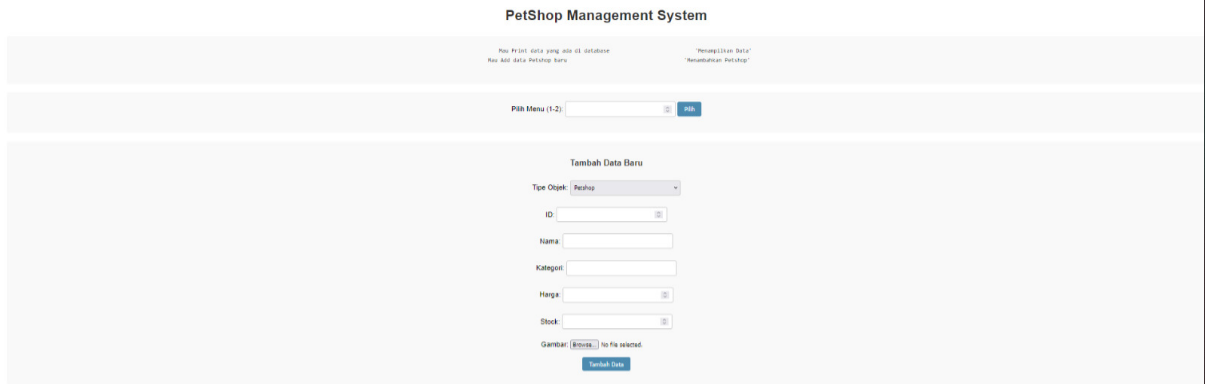 PetShop Management System
Mau Print data yang ada di database 'Menampilkan Data'
Mau Add data Petshop baru 'Menambahkan Petshop'
Pilih Menu (1-2): Pilih
Tambah Data Baru
Tipe Objek: Petshop
ID:
Nama:
Kategori:
Harga:
Stock:
Gambar: Browse... No file selected.
Tambah Data